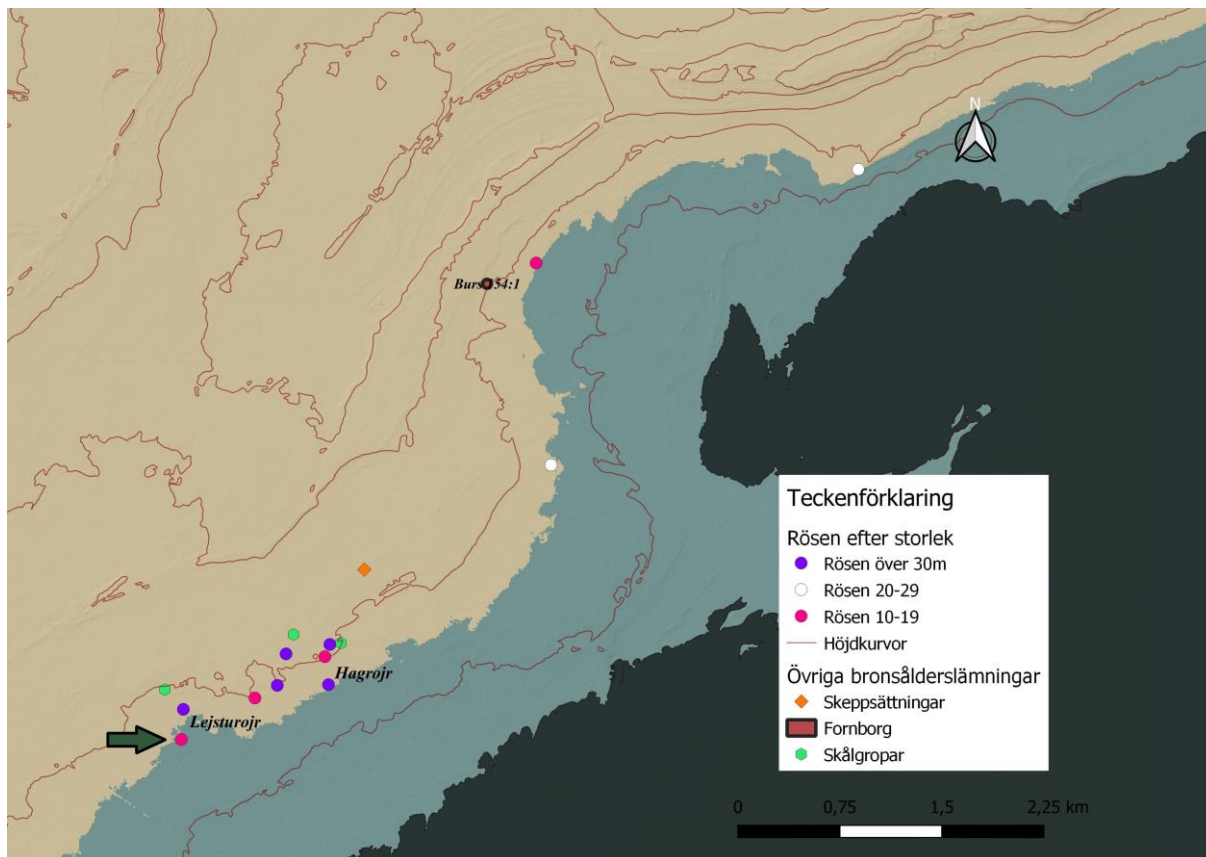 N
Burs 54:1
Hagrojr
Lejsturojr
Teckenförklaring
Rösen efter storlek
Rösen över 30m
Rösen 20-29
Rösen 10-19
Höjdkurvor
Övriga bronsålderslämningar
Skeppsättningar
Fornborg
Skålgropar
0 0,75 1,5 2,25 km